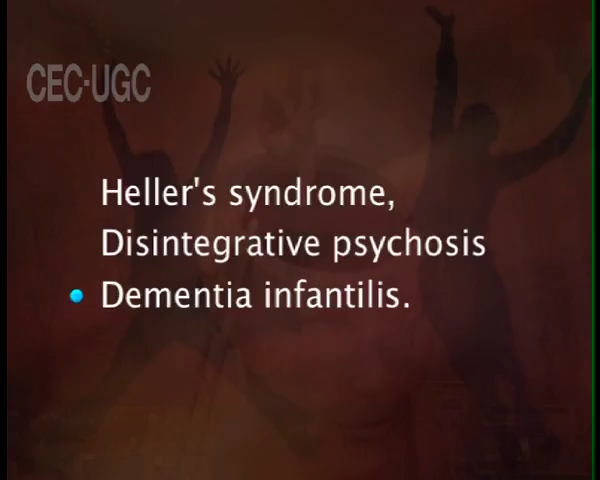 CEC-UGC
Heller's syndrome,
Disintegrative psychosis
Dementia infantilis.